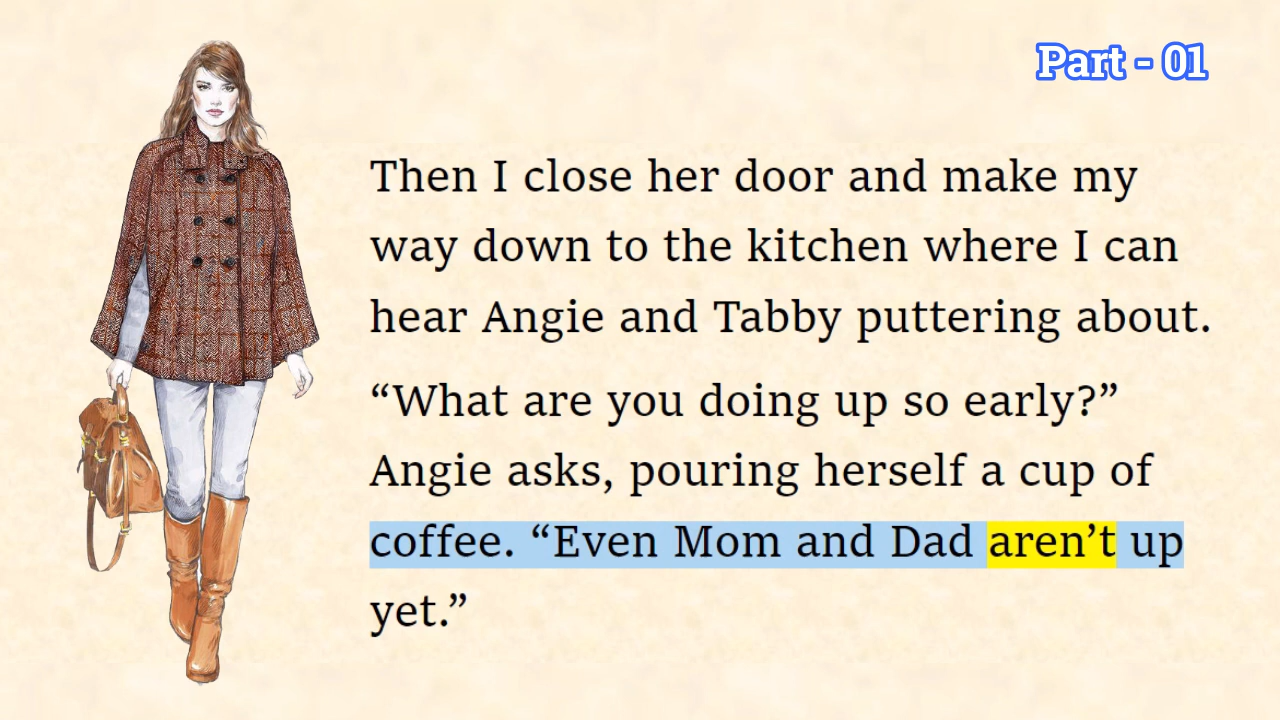 Part - 01
Then I close her door and make my
way down to the kitchen where I can
hear Angie and Tabby puttering about.
“What are you doing up so early?”
Angie asks, pouring herself a cup of
coffee. “Even Mom and Dad aren’t up
yet.”